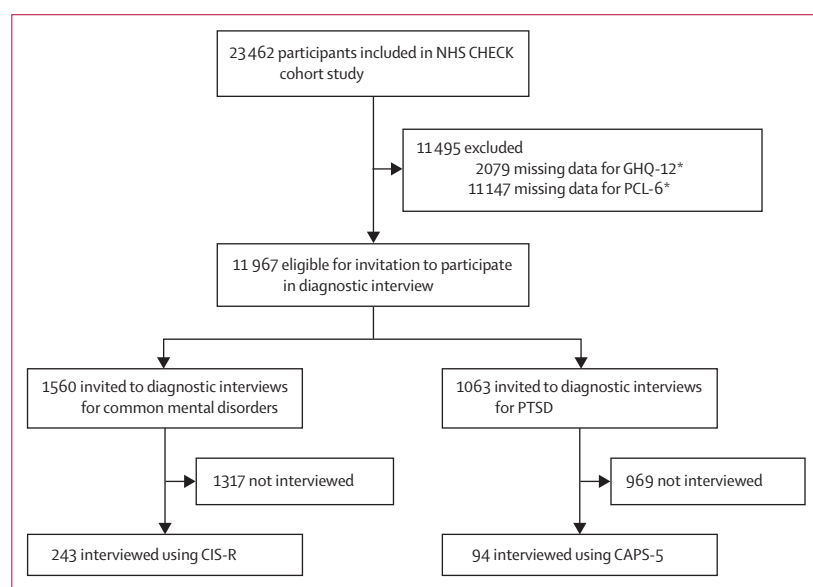 23 462 participants included in NHS CHECK
cohort study
11 495 excluded
2079 missing data for GHQ-12*
11 147 missing data for PCL-6*
11 967 eligible for invitation to participate
in diagnostic interview
1560 invited to diagnostic interviews
for common mental disorders
1063 invited to diagnostic interviews
for PTSD
1317 not interviewed
969 not interviewed
243 interviewed using CIS-R
94 interviewed using CAPS-5